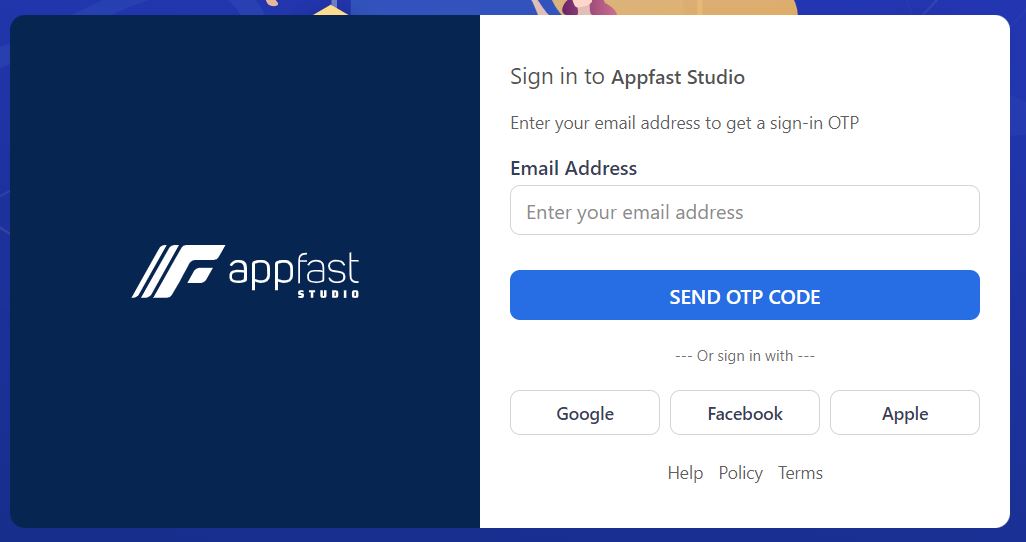 appfast
STUDIO
Sign in to Appfast Studio
Enter your email address to get a sign-in OTP
Email Address
Enter your email address
SEND OTP CODE
--- Or sign in with ---
Google Facebook Apple
Help Policy Terms